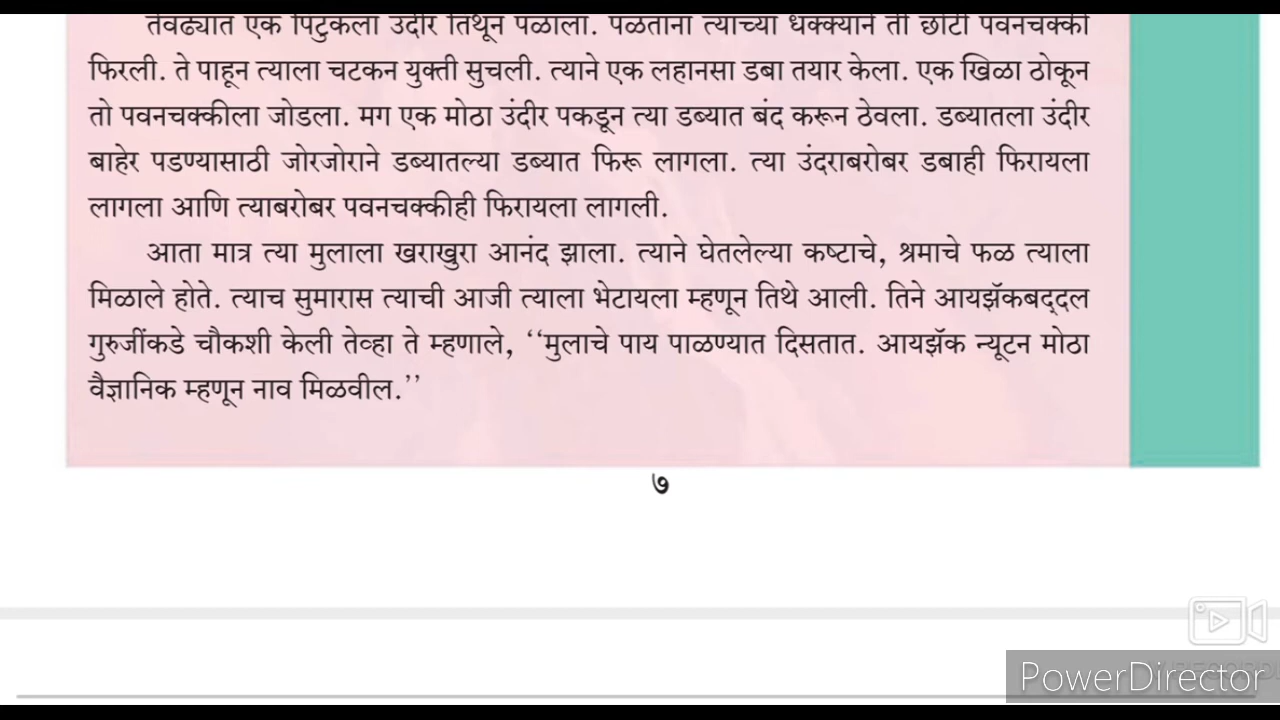 तेवढ्यात एक पिटुकला उंदीर तिथून पळाला. पळताना त्याच्या धक्क्याने ती छोटी पवनचक्की
फिरली. ते पाहून त्याला चटकन युक्ती सुचली. त्याने एक लहानसा डबा तयार केला. एक खिळा ठोकून
तो पवनचक्कीला जोडला. मग एक मोठा उंदीर पकडून त्या डब्यात बंद करून ठेवला. डब्यातला उंदीर
बाहेर पडण्यासाठी जोरजोराने डब्यातल्या डब्यात फिरू लागला. त्या उंदराबरोबर डबाही फिरायला
लागला आणि त्याबरोबर पवनचक्कीही फिरायला लागली.
आता मात्र त्या मुलाला खराखुरा आनंद झाला. त्याने घेतलेल्या कष्टाचे, श्रमाचे फळ त्याला
मिळाले होते. त्याच सुमारास त्याची आजी त्याला भेटायला म्हणून तिथे आली. तिने आयझॅकबद्दल
गुरुजींकडे चौकशी केली तेव्हा ते म्हणाले, ‘‘मुलाचे पाय पाळण्यात दिसतात. आयझॅक न्यूटन मोठा
वैज्ञानिक म्हणून नाव मिळवील.’’
७
PowerDirector